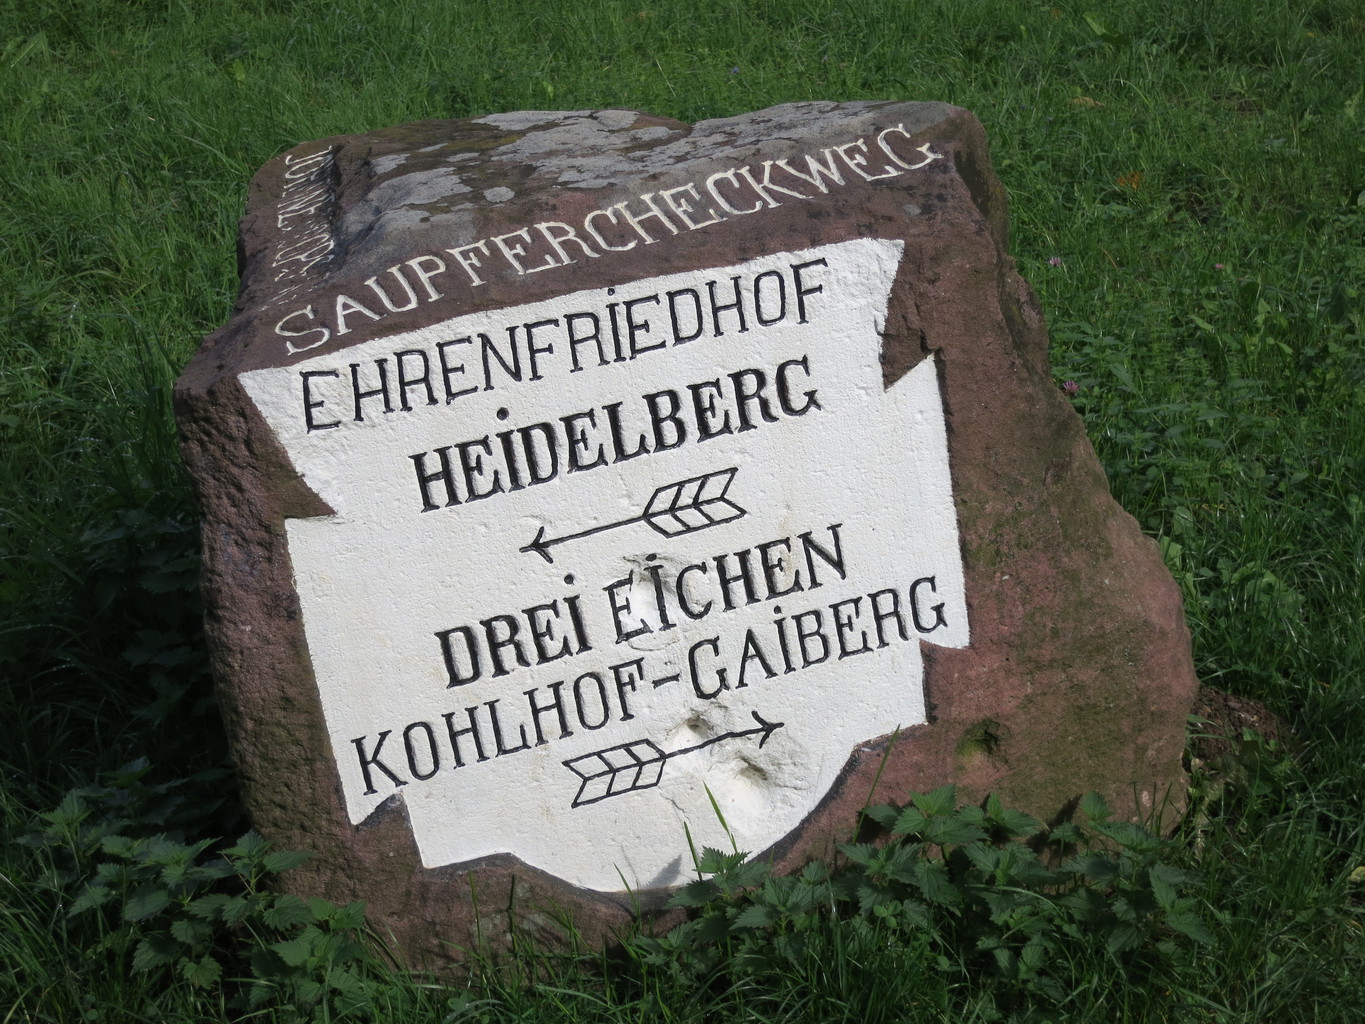 SAUPFERCHECKWEG
EHRENFRIEDHOF
HEiDELBERG
DREi EiCHEN
KOHLHOF-GAiBERG